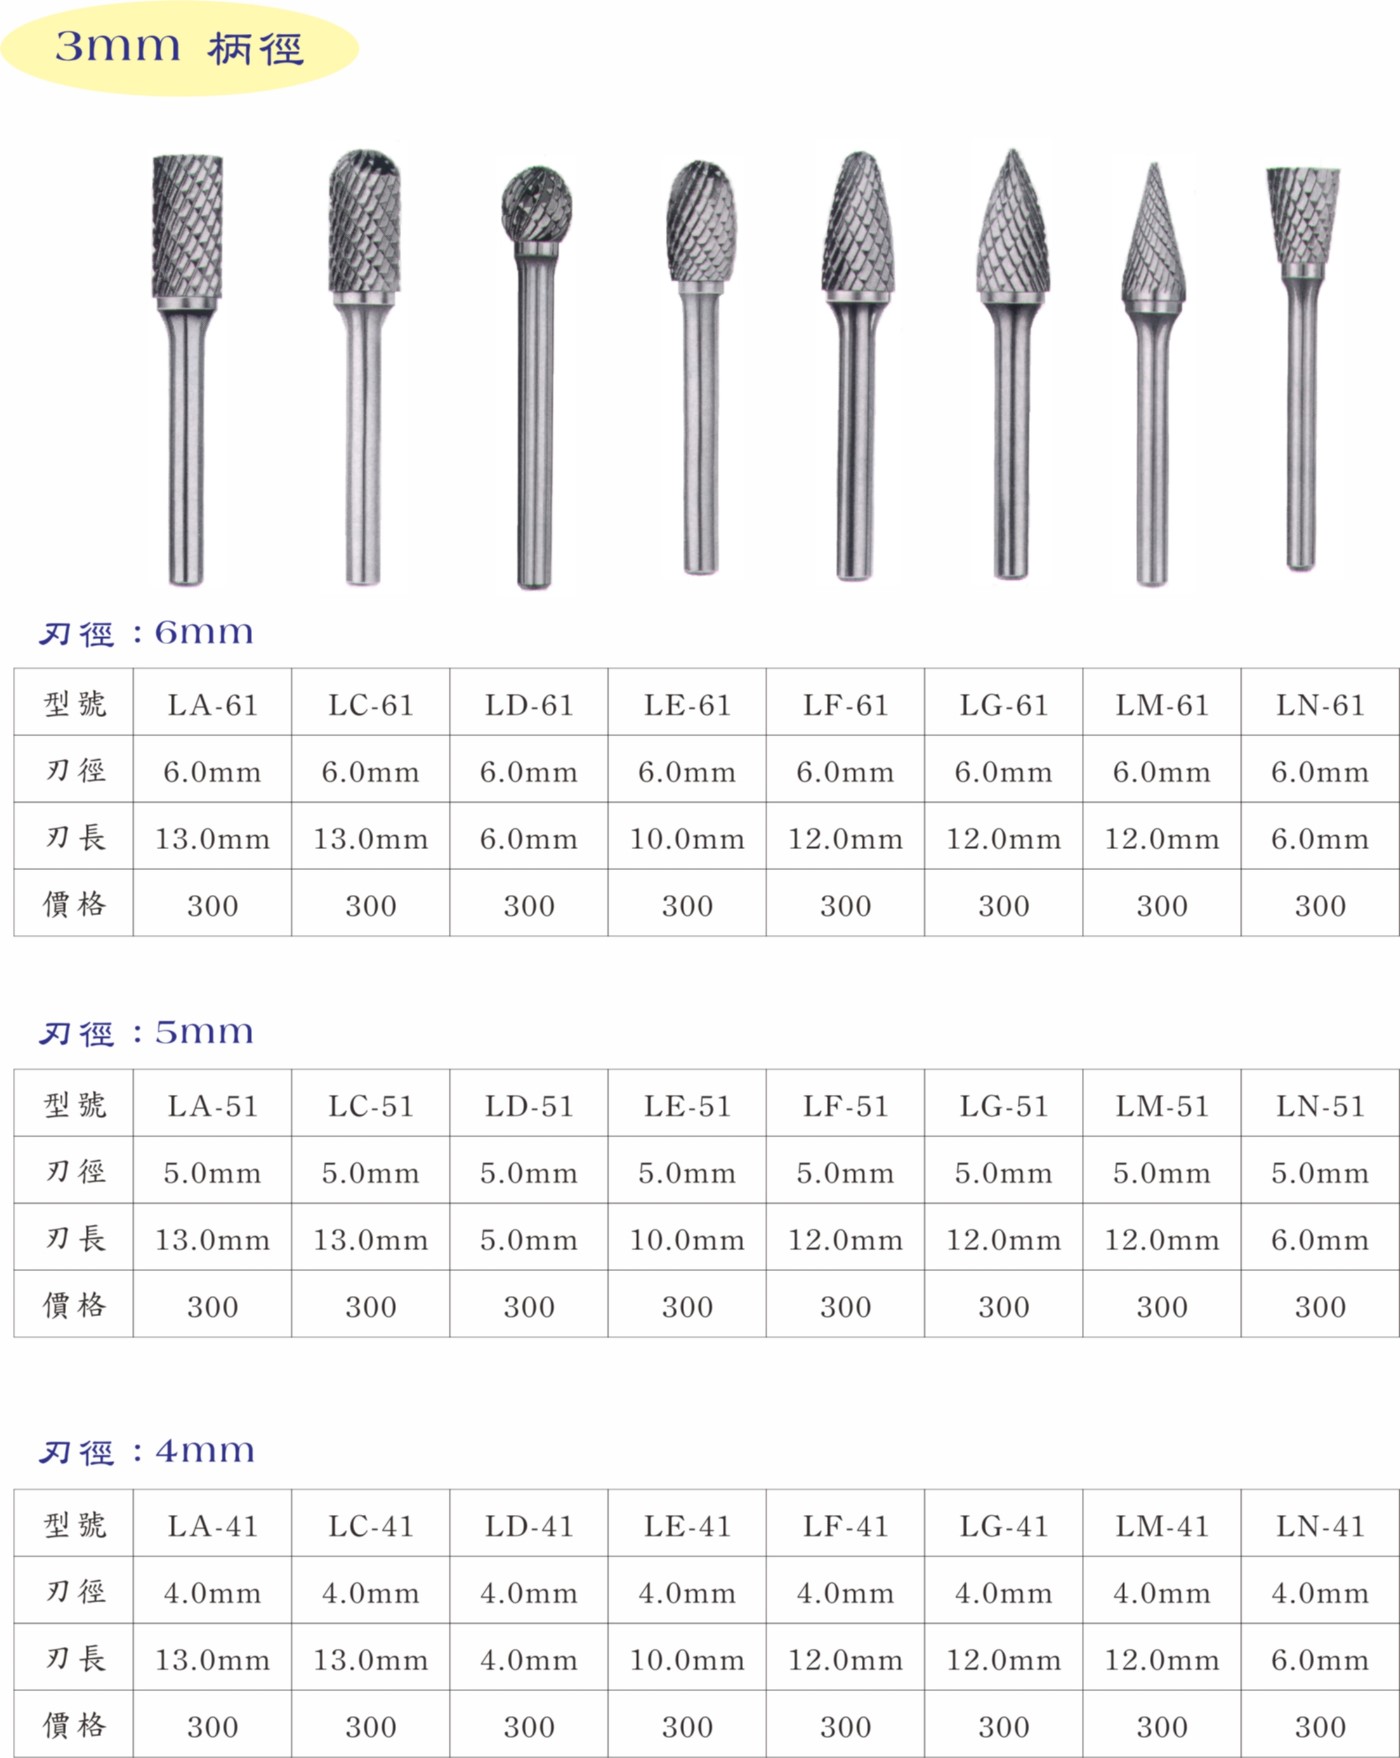 3mm 柄徑
刃徑：6mm
型號 LA-61 LC-61 LD-61 LE-61 LF-61 LG-61 LM-61 LN-61
刃徑 6.0mm 6.0mm 6.0mm 6.0mm 6.0mm 6.0mm 6.0mm 6.0mm
刃長 13.0mm 13.0mm 6.0mm 10.0mm 12.0mm 12.0mm 12.0mm 6.0mm
價格 300 300 300 300 300 300 300 300
刃徑：5mm
型號 LA-51 LC-51 LD-51 LE-51 LF-51 LG-51 LM-51 LN-51
刃徑 5.0mm 5.0mm 5.0mm 5.0mm 5.0mm 5.0mm 5.0mm 5.0mm
刃長 13.0mm 13.0mm 5.0mm 10.0mm 12.0mm 12.0mm 12.0mm 6.0mm
價格 300 300 300 300 300 300 300 300
刃徑：4mm
型號 LA-41 LC-41 LD-41 LE-41 LF-41 LG-41 LM-41 LN-41
刃徑 4.0mm 4.0mm 4.0mm 4.0mm 4.0mm 4.0mm 4.0mm 4.0mm
刃長 13.0mm 13.0mm 4.0mm 10.0mm 12.0mm 12.0mm 12.0mm 6.0mm
價格 300 300 300 300 300 300 300 300